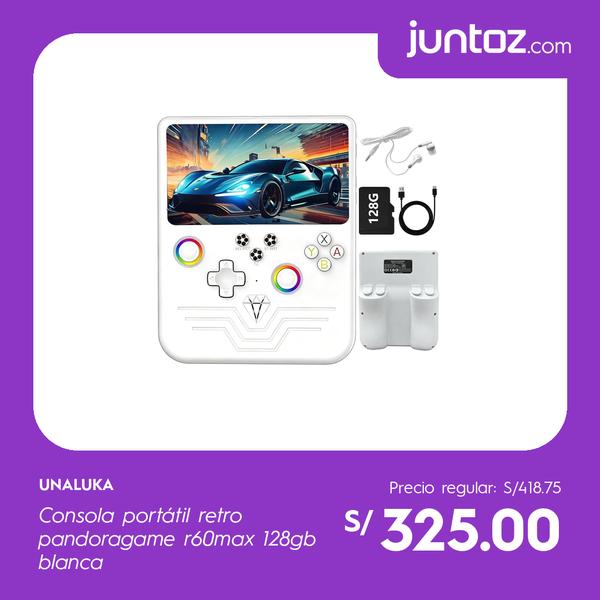 juntoz.com
128G
X
Y
A
B
UNALUKA
Consola portátil retro
pandoragame r60max 128gb
blanca
Precio regular: S/418.75
S/ 325.00